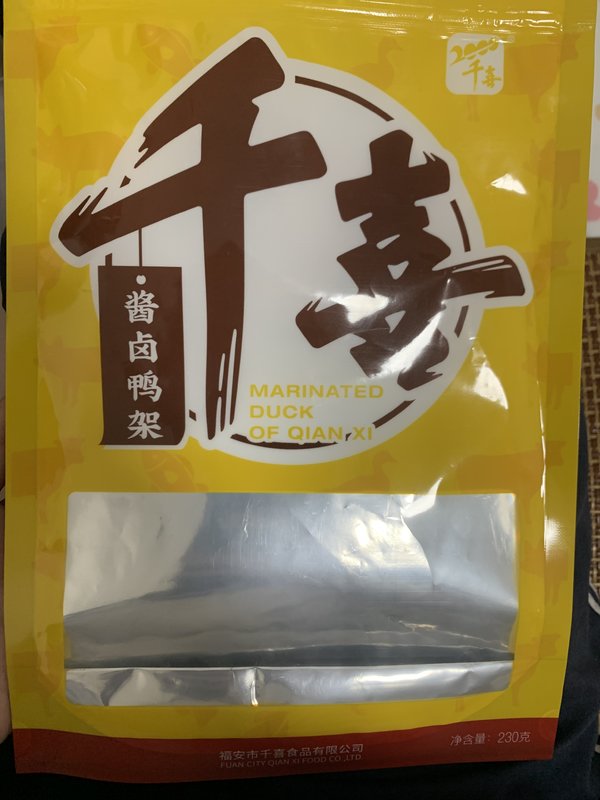 2000
千喜
千喜
酱卤鸭架
MARINATED
DUCK
OF QIAN XI
福安市千喜食品有限公司
FUAN CITY QIAN XI FOOD CO.,LTD.
净含量：230克